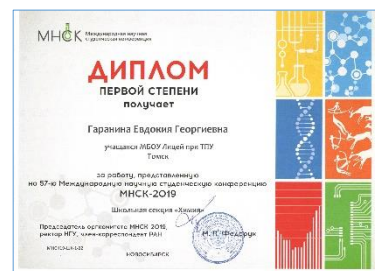 МНСК Международная научная
студенческая конференция
ДИПЛОМ
ПЕРВОЙ СТЕПЕНИ
получает
Гаранина Евдокия Георгиевна
учащаяся МБОУ Лицей при ТПУ
Томск
за работу, представленную
на 57-ю Международную научную студенческую конференцию
МНСК-2019
Школьная секция «Химия»
Председатель оргкомитета МНСК 2019,
ректор НГУ, член-корреспондент РАН М. П. Федорук
НОВОСИБИРСК